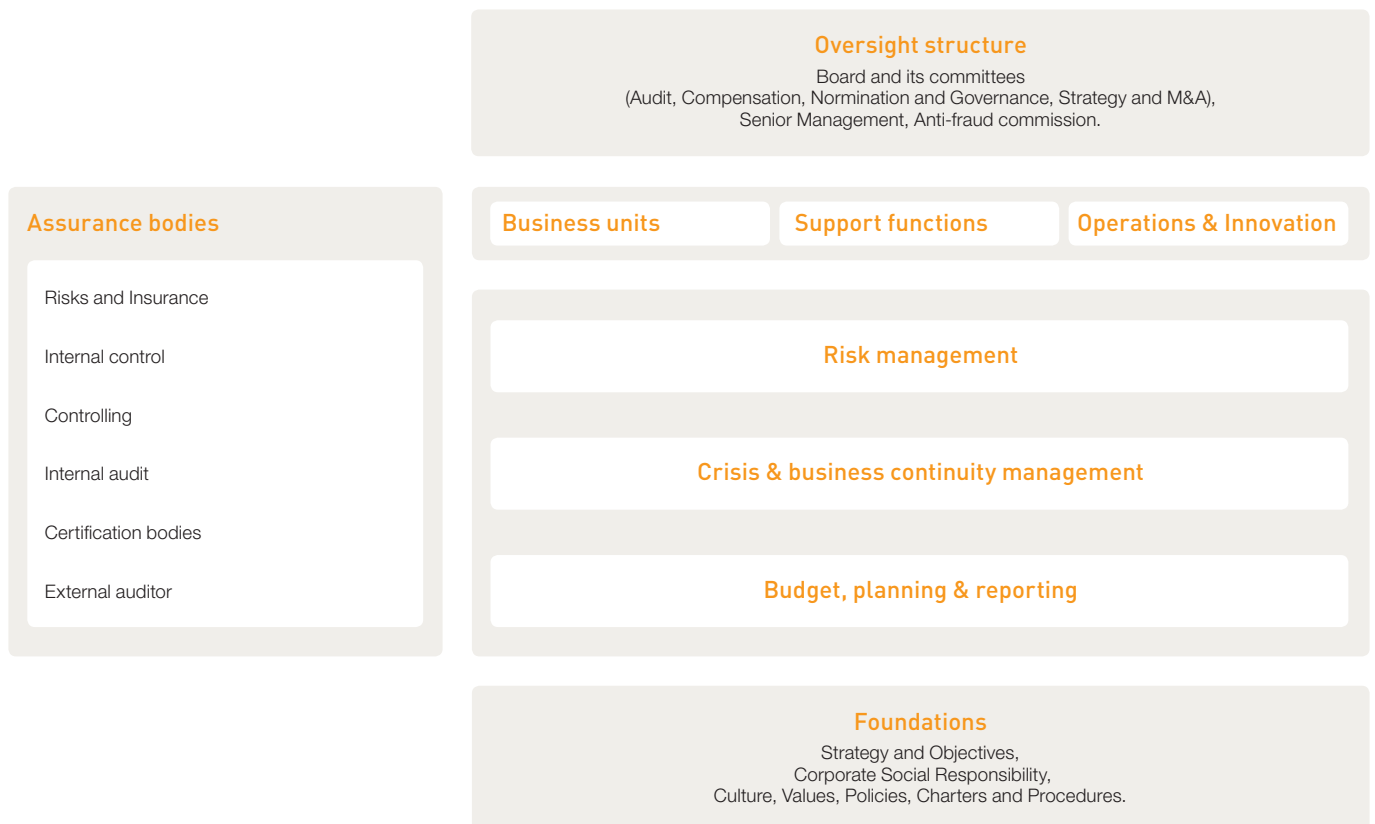 Oversight structure
Board and its committees
(Audit, Compensation, Normination and Governance, Strategy and M&A),
Senior Management, Anti-fraud commission.
Assurance bodies
Risks and Insurance
Internal control
Controlling
Internal audit
Certification bodies
External auditor
Business units
Support functions
Operations & Innovation
Risk management
Crisis & business continuity management
Budget, planning & reporting
Foundations
Strategy and Objectives,
Corporate Social Responsibility,
Culture, Values, Policies, Charters and Procedures.